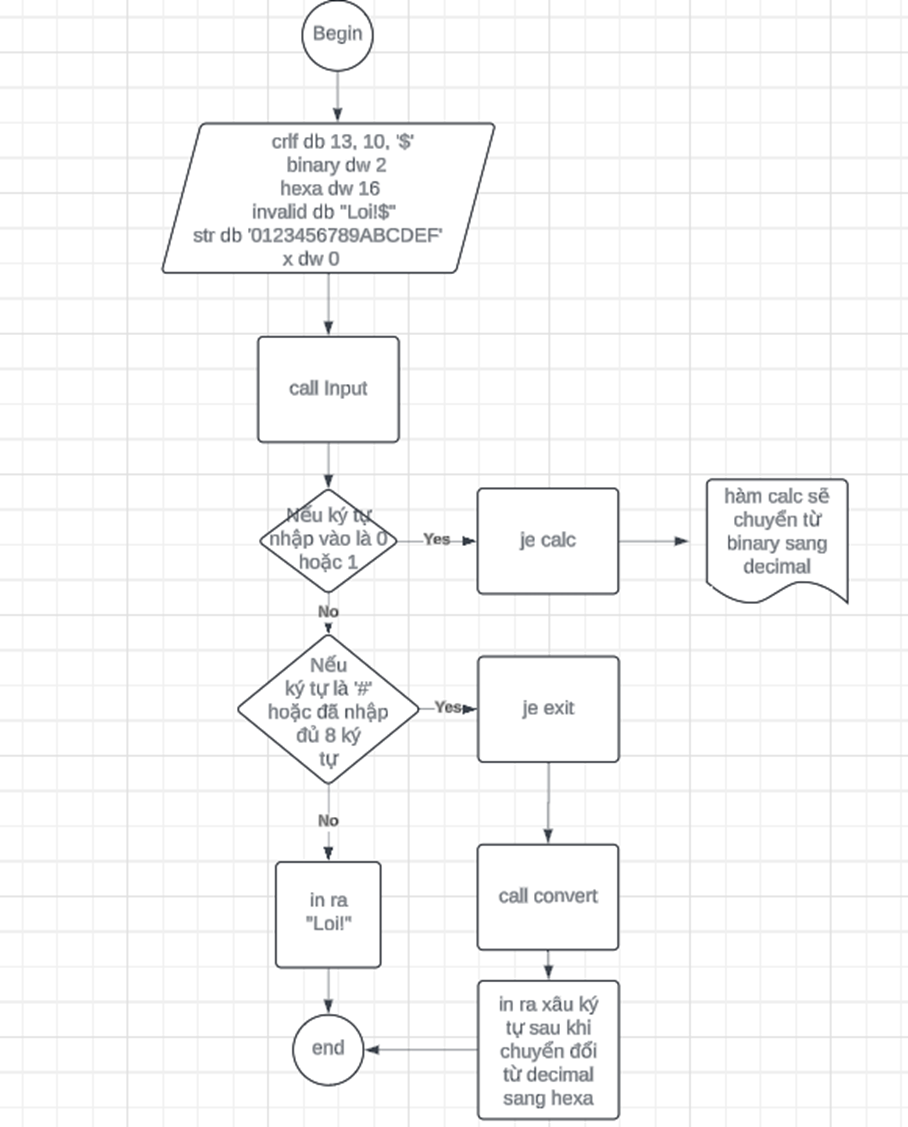 Begin
crlf db 13, 10, '$'
binary dw 2
hexa dw 16
invalid db "Loi!$"
str db '0123456789ABCDEF'
x dw 0
call Input
Nếu ký tự
nhập vào là 0
hoặc 1
Yes
je calc
hàm calc sẽ
chuyển từ
binary sang
decimal
No
Nếu
ký tự là '#'
hoặc đã nhập
đủ 8 ký
tự
Yes
je exit
No
in ra
"Loi!"
call convert
in ra xâu ký
tự sau khi
chuyển đổi
từ decimal
sang hexa
end